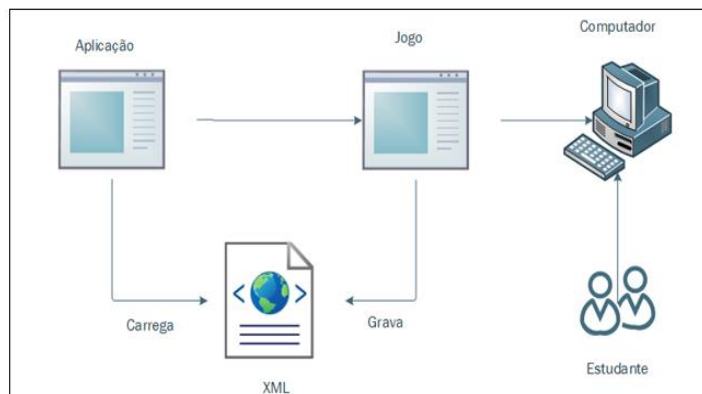 Aplicação
Jogo
Computador
Carrega
Grava
XML
Estudante